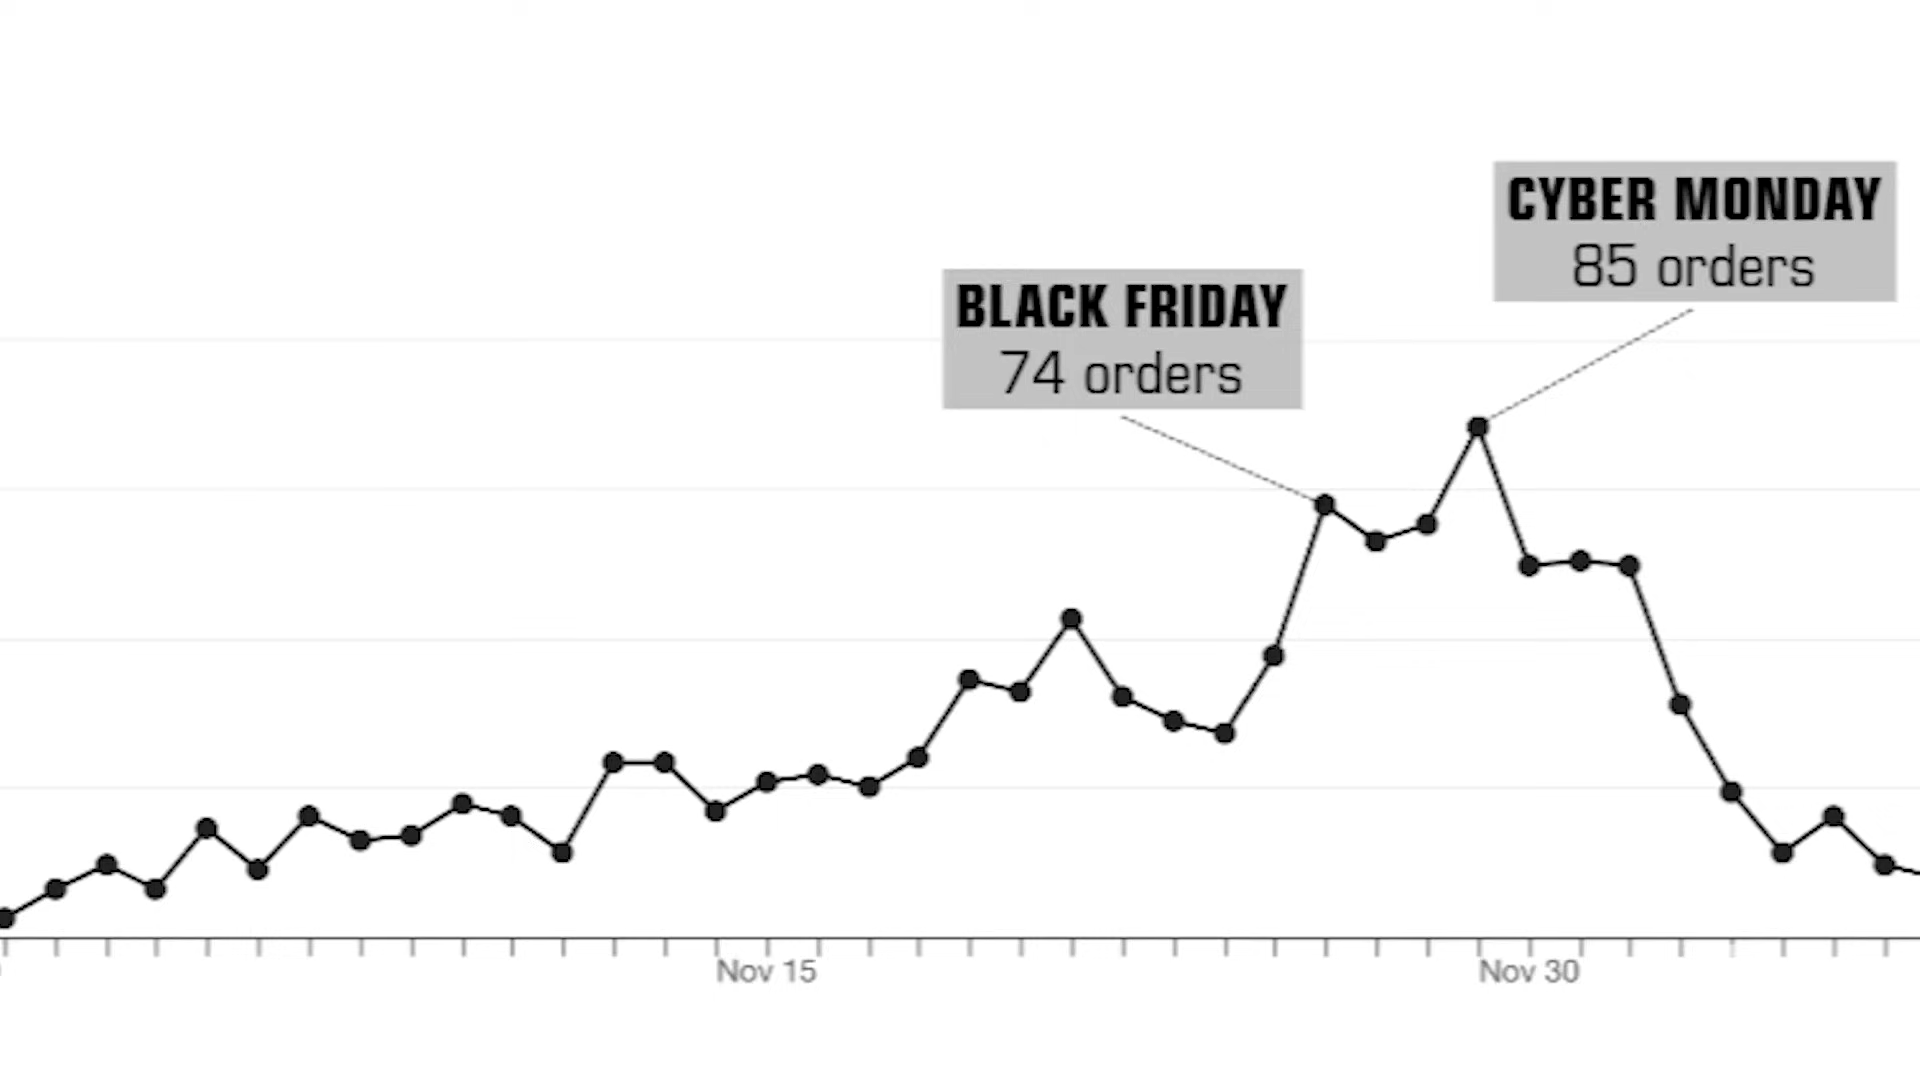 CYBER MONDAY
85 orders
BLACK FRIDAY
74 orders
Nov 15
Nov 30